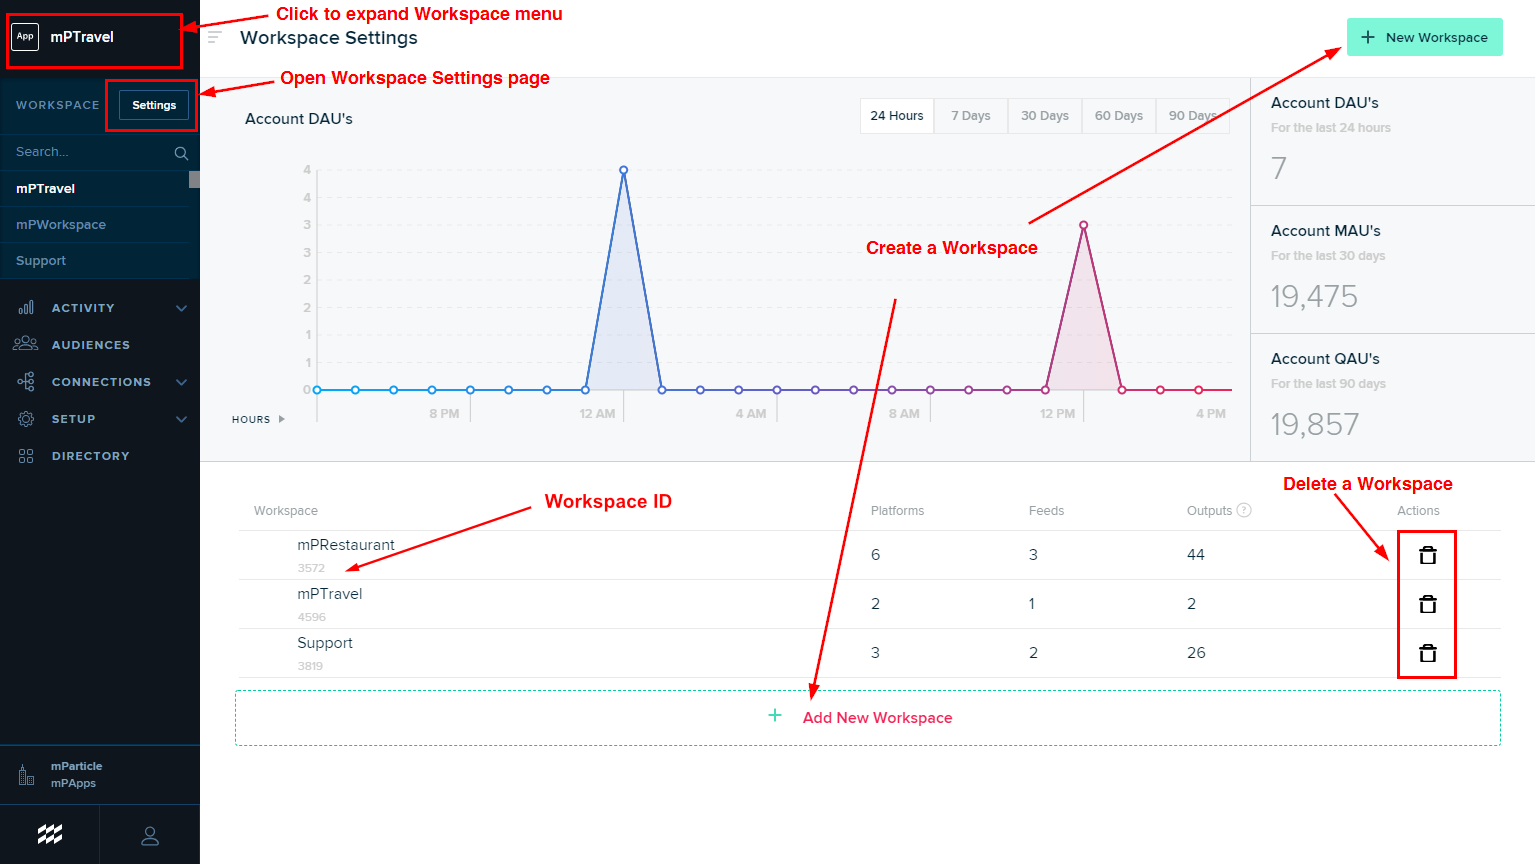 Click to expand Workspace menu
App mPTravel
Workspace Settings
+ New Workspace
Open Workspace Settings page
WORKSPACE Settings
Search...
mPTravel
mPWorkspace
Support
ACTIVITY
AUDIENCES
CONNECTIONS
SETUP
DIRECTORY
mParticle
mPApps
Account DAU's
24 Hours 7 Days 30 Days 60 Days 90 Days
4
4
3
3
2
2
1
1
0
HOURS 8 PM 12 AM 4 AM 8 AM 12 PM 4 PM
Create a Workspace
Account DAU's
For the last 24 hours
7
Account MAU's
For the last 30 days
19,475
Account QAU's
For the last 90 days
19,857
Workspace ID
Delete a Workspace
Workspace Platforms Feeds Outputs ? Actions
mPRestaurant 6 3 44
3572
mPTravel 2 1 2
4596
Support 3 2 26
3819
+ Add New Workspace